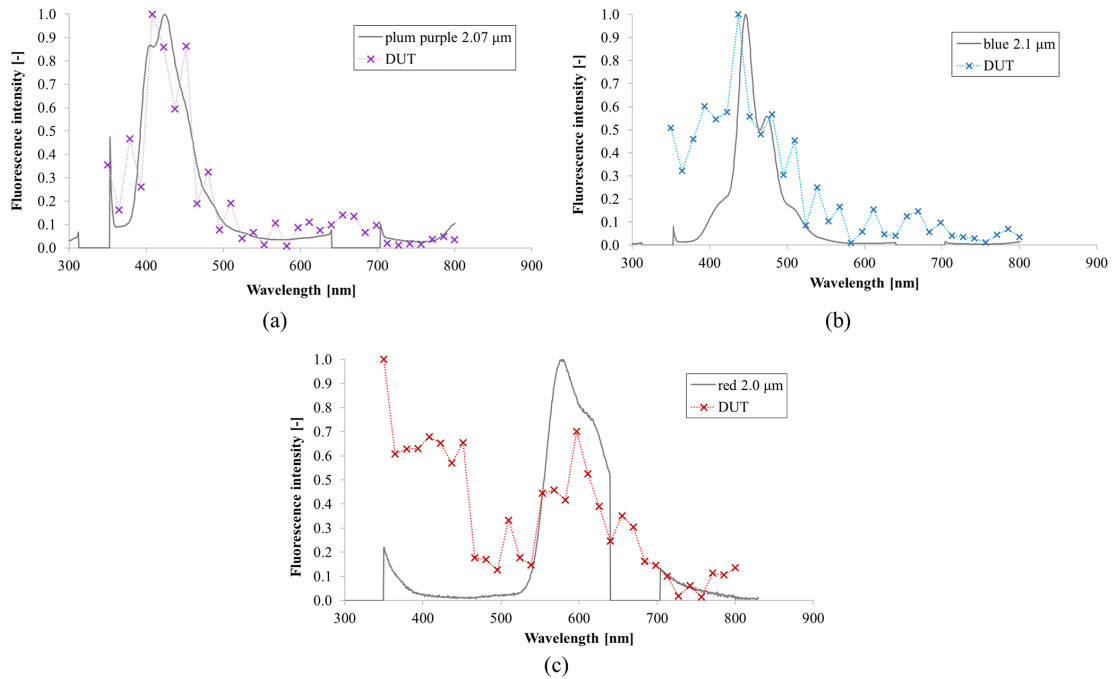 Fluorescence intensity [-]
1.0
0.9
0.8
0.7
0.6
0.5
0.4
0.3
0.2
0.1
0.0
plum purple 2.07 μm
DUT
300 400 500 600 700 800 900
Wavelength [nm]
(a)
Fluorescence intensity [-]
1.0
0.9
0.8
0.7
0.6
0.5
0.4
0.3
0.2
0.1
0.0
blue 2.1 μm
DUT
300 400 500 600 700 800 900
Wavelength [nm]
(b)
Fluorescence intensity [-]
1.0
0.9
0.8
0.7
0.6
0.5
0.4
0.3
0.2
0.1
0.0
red 2.0 μm
DUT
300 400 500 600 700 800 900
Wavelength [nm]
(c)